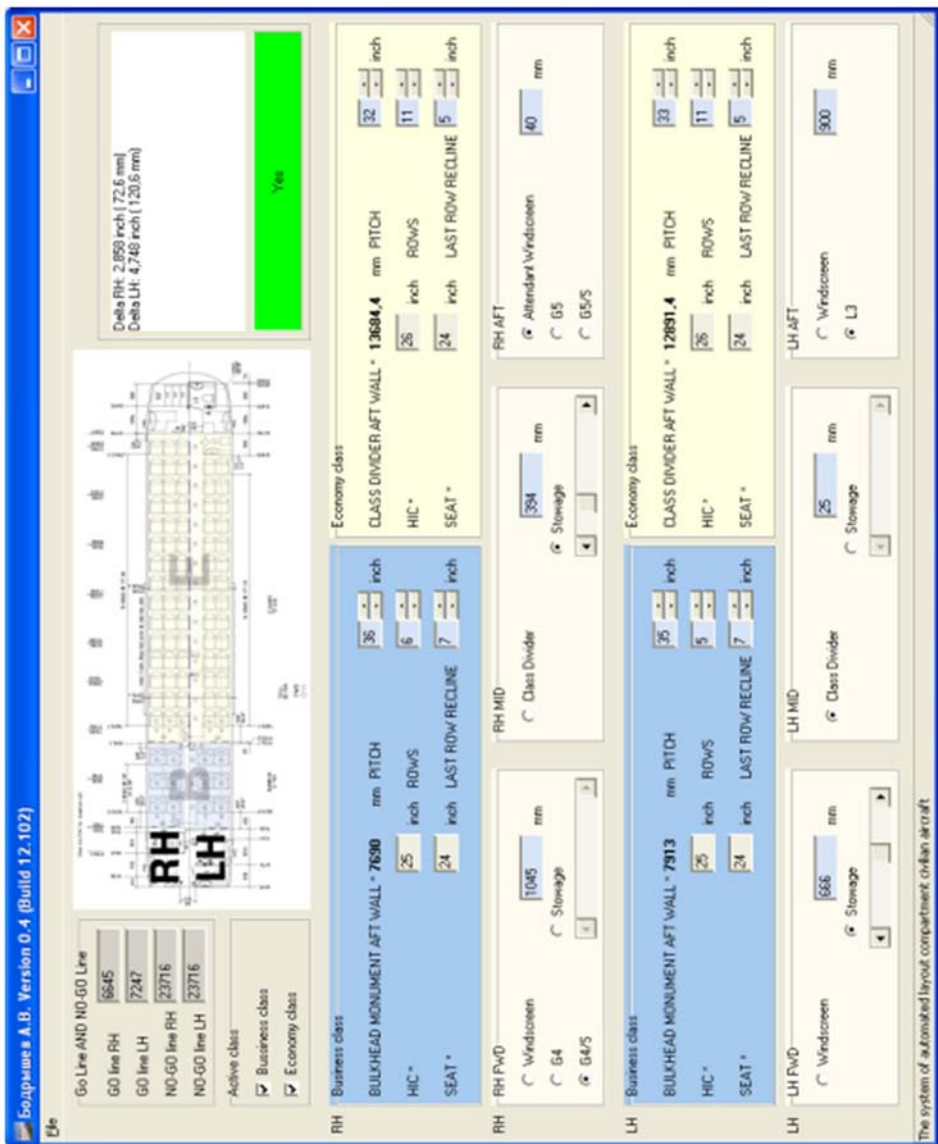 Бодрышев А.В. Version 0.4 (Build 12.102)
File
Go Line AND NO-GO Line
GO line RH 6645
GO line LH 7247
NO-GO line RH 23716
NO-GO line LH 23716
Active class
Bussiness class
Economy class
RH
LH
B
E
Delta RH: 2,858 inch ( 72,6 mm)
Delta LH: 4,748 inch ( 120,6 mm)
Yes
RH
Business class
BULKHEAD MONUMENT AFT WALL = 7690 mm PITCH 36 inch
HIC = 25 inch ROWS 6
SEAT = 24 inch LAST ROW RECLINE 7 inch
Economy class
CLASS DIVIDER AFT WALL = 13684,4 mm PITCH 32 inch
HIC = 26 inch ROWS 11
SEAT = 24 inch LAST ROW RECLINE 5 inch
RH
RH FWD
Windscreen 1045 mm
G4 Stowage
G4/S
RH MID
394 mm
Class Divider Stowage
RH AFT
Attendant Windscreen 40 mm
G5
G5/S
LH
Business class
BULKHEAD MONUMENT AFT WALL = 7913 mm PITCH 35 inch
HIC = 25 inch ROWS 5
SEAT = 24 inch LAST ROW RECLINE 7 inch
Economy class
CLASS DIVIDER AFT WALL = 12891,4 mm PITCH 33 inch
HIC = 26 inch ROWS 11
SEAT = 24 inch LAST ROW RECLINE 5 inch
LH
LH FWD
666 mm
Windscreen Stowage
LH MID
25 mm
Class Divider Stowage
LH AFT
Windscreen 900 mm
L3
The system of automated layout compartment civilian aircraft